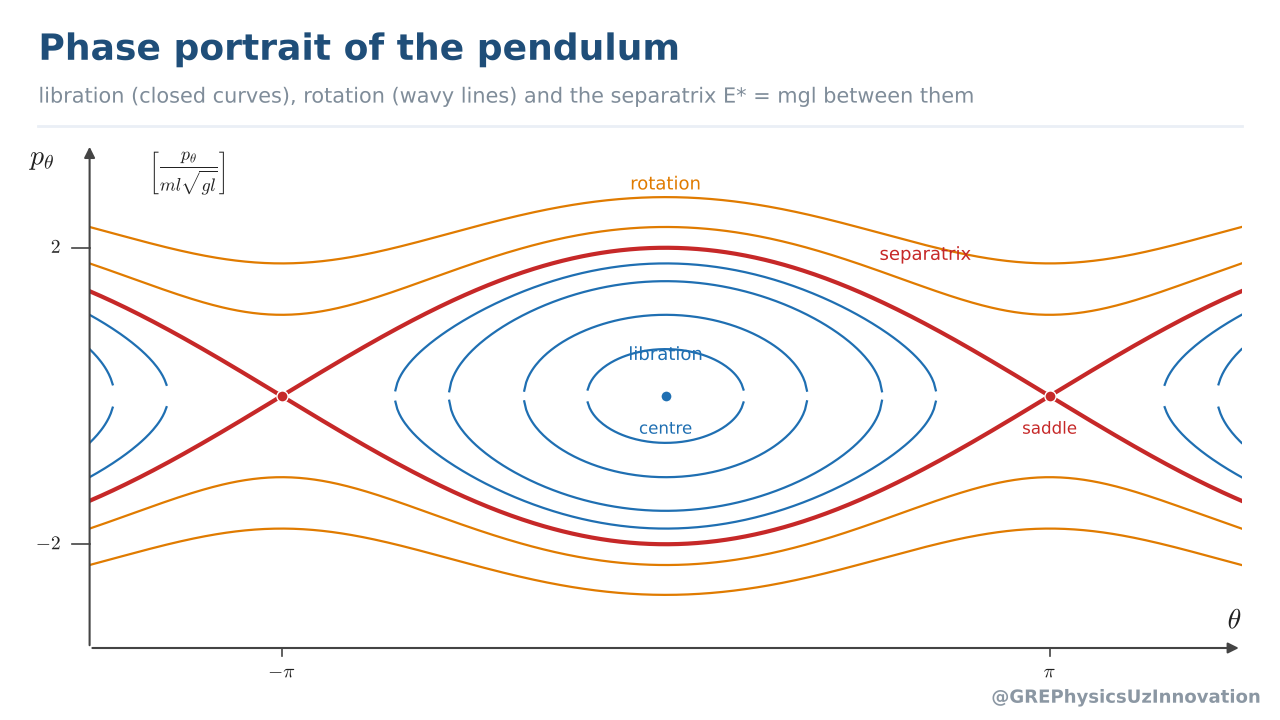 Phase portrait of the pendulum
libration (closed curves), rotation (wavy lines) and the separatrix E* = mgl between them
pθ
[pθ / ml√gl]
rotation
2
separatrix
libration
centre
saddle
−2
θ
−π
π
@GREPhysicsUzInnovation